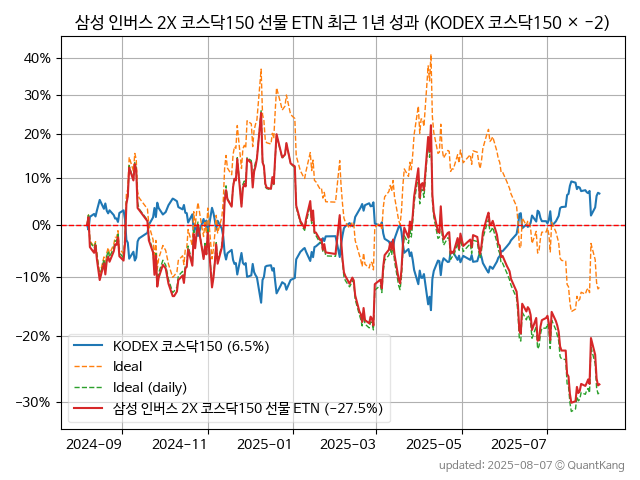 삼성 인버스 2X 코스닥150 선물 ETN 최근 1년 성과 (KODEX 코스닥150 × −2)
40%
30%
20%
10%
0%
−10%
−20%
−30%
KODEX 코스닥150 (6.5%)
Ideal
Ideal (daily)
삼성 인버스 2X 코스닥150 선물 ETN (−27.5%)
2024−09 2024−11 2025−01 2025−03 2025−05 2025−07
updated: 2025-08-07 © QuantKang